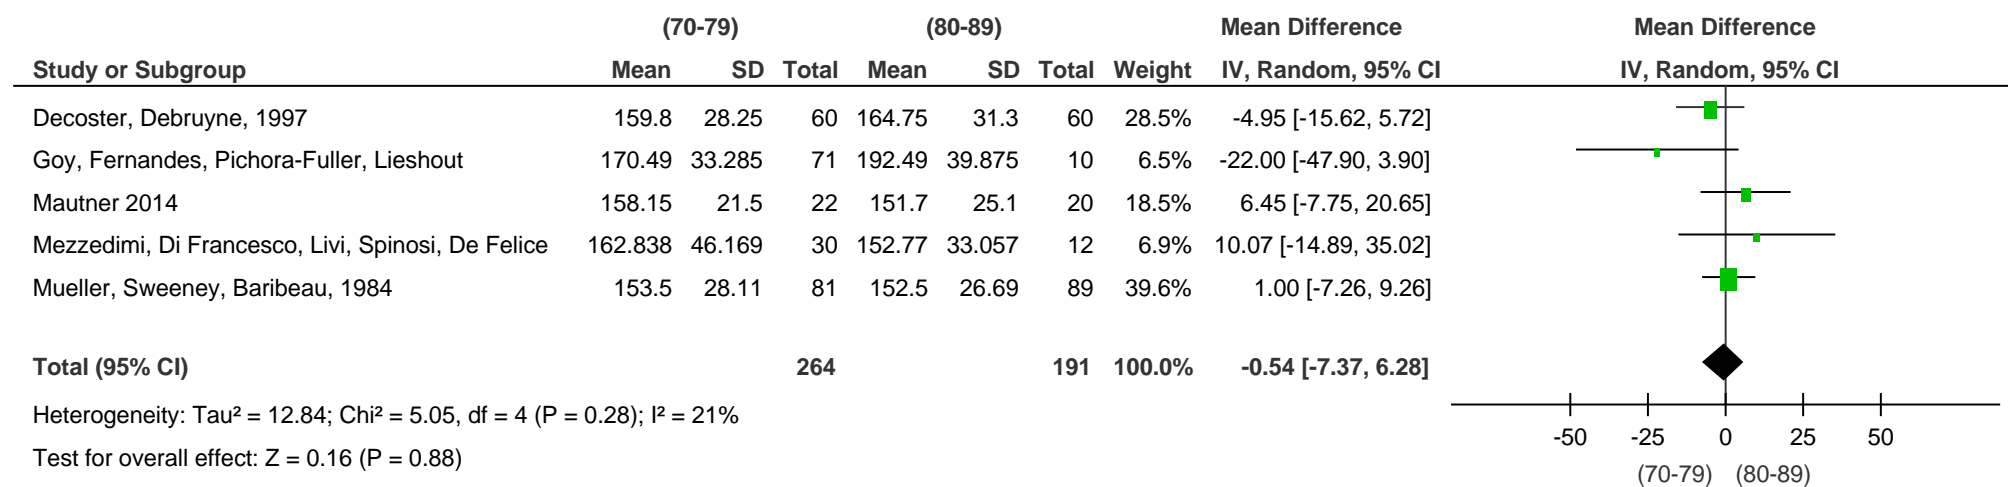 (70-79) (80-89) Mean Difference Mean Difference
Study or Subgroup Mean SD Total Mean SD Total Weight IV, Random, 95% CI IV, Random, 95% CI
Decoster, Debruyne, 1997 159.8 28.25 60 164.75 31.3 60 28.5% -4.95 [-15.62, 5.72]
Goy, Fernandes, Pichora-Fuller, Lieshout 170.49 33.285 71 192.49 39.875 10 6.5% -22.00 [-47.90, 3.90]
Mautner 2014 158.15 21.5 22 151.7 25.1 20 18.5% 6.45 [-7.75, 20.65]
Mezzedimi, Di Francesco, Livi, Spinosi, De Felice 162.838 46.169 30 152.77 33.057 12 6.9% 10.07 [-14.89, 35.02]
Mueller, Sweeney, Baribeau, 1984 153.5 28.11 81 152.5 26.69 89 39.6% 1.00 [-7.26, 9.26]
Total (95% CI) 264 191 100.0% -0.54 [-7.37, 6.28]
Heterogeneity: Tau² = 12.84; Chi² = 5.05, df = 4 (P = 0.28); I² = 21%
Test for overall effect: Z = 0.16 (P = 0.88)
-50 -25 0 25 50
(70-79) (80-89)